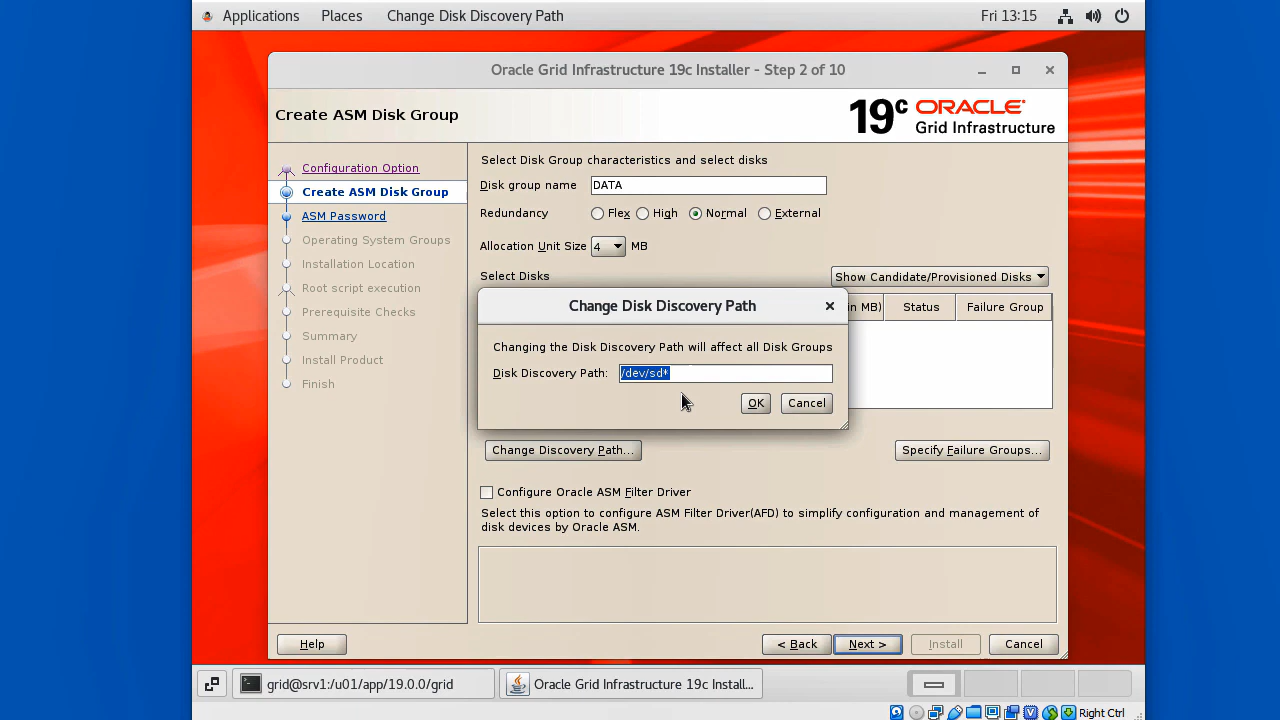 Applications Places Change Disk Discovery Path Fri 13:15
Oracle Grid Infrastructure 19c Installer - Step 2 of 10
Create ASM Disk Group
19c ORACLE
Grid Infrastructure
Configuration Option
Create ASM Disk Group
ASM Password
Operating System Groups
Installation Location
Root script execution
Prerequisite Checks
Summary
Install Product
Finish
Select Disk Group characteristics and select disks
Disk group name DATA
Redundancy Flex High Normal External
Allocation Unit Size 4 MB
Select Disks Show Candidate/Provisioned Disks
in MB) Status Failure Group
Change Disk Discovery Path
Changing the Disk Discovery Path will affect all Disk Groups
Disk Discovery Path: /dev/sd*
OK Cancel
Change Discovery Path... Specify Failure Groups...
Configure Oracle ASM Filter Driver
Select this option to configure ASM Filter Driver(AFD) to simplify configuration and management of
disk devices by Oracle ASM.
Help < Back Next > Install Cancel
grid@srv1:/u01/app/19.0.0/grid Oracle Grid Infrastructure 19c Install...
Right Ctrl